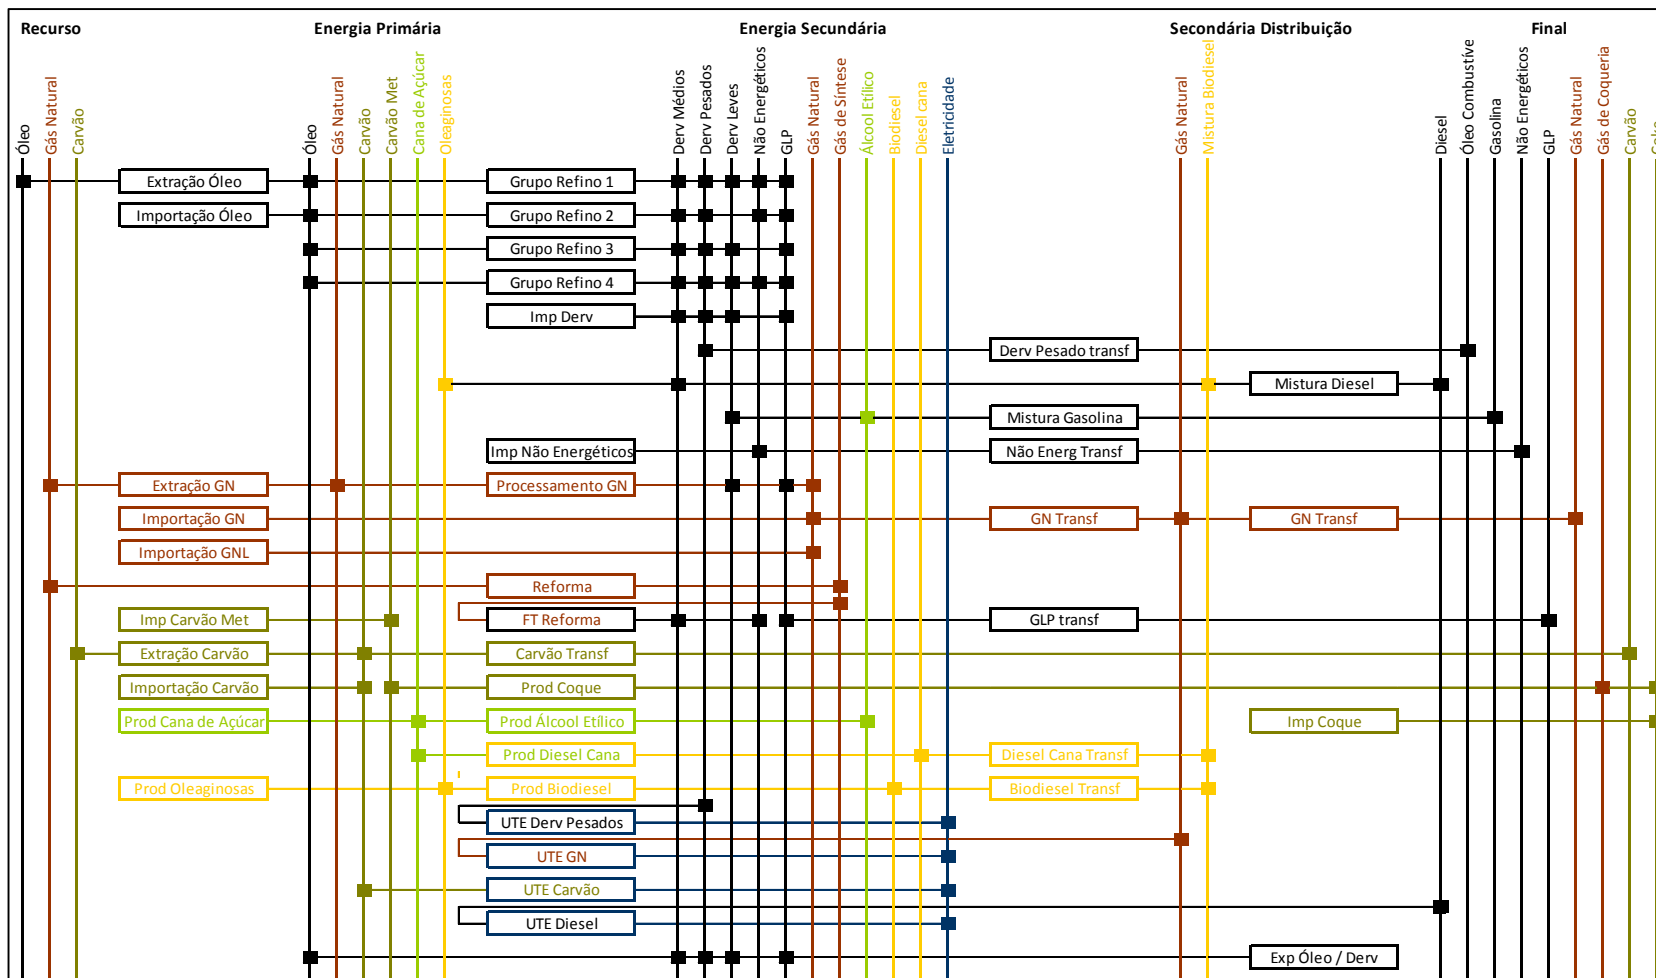 Recurso
Energia Primária
Energia Secundária
Secondária Distribuição
Final
Óleo
Gás Natural
Carvão
Óleo
Gás Natural
Carvão
Carvão Met
Cana de Açúcar
Oleaginosas
Derv Médios
Derv Pesados
Derv Leves
Não Energéticos
GLP
Gás Natural
Gás de Síntese
Álcool Etílico
Biodiesel
Diesel cana
Eletricidade
Gás Natural
Mistura Biodiesel
Diesel
Óleo Combustíve
Gasolina
Não Energéticos
GLP
Gás Natural
Gás de Coqueria
Carvão
Extração Óleo
Grupo Refino 1
Importação Óleo
Grupo Refino 2
Grupo Refino 3
Grupo Refino 4
Imp Derv
Derv Pesado transf
Mistura Diesel
Mistura Gasolina
Imp Não Energéticos
Não Energ Transf
Extração GN
Processamento GN
Importação GN
GN Transf
GN Transf
Importação GNL
Reforma
Imp Carvão Met
FT Reforma
GLP transf
Extração Carvão
Carvão Transf
Importação Carvão
Prod Coque
Prod Cana de Açúcar
Prod Álcool Etílico
Imp Coque
Prod Diesel Cana
Diesel Cana Transf
Prod Oleaginosas
Prod Biodiesel
Biodiesel Transf
UTE Derv Pesados
UTE GN
UTE Carvão
UTE Diesel
Exp Óleo / Derv